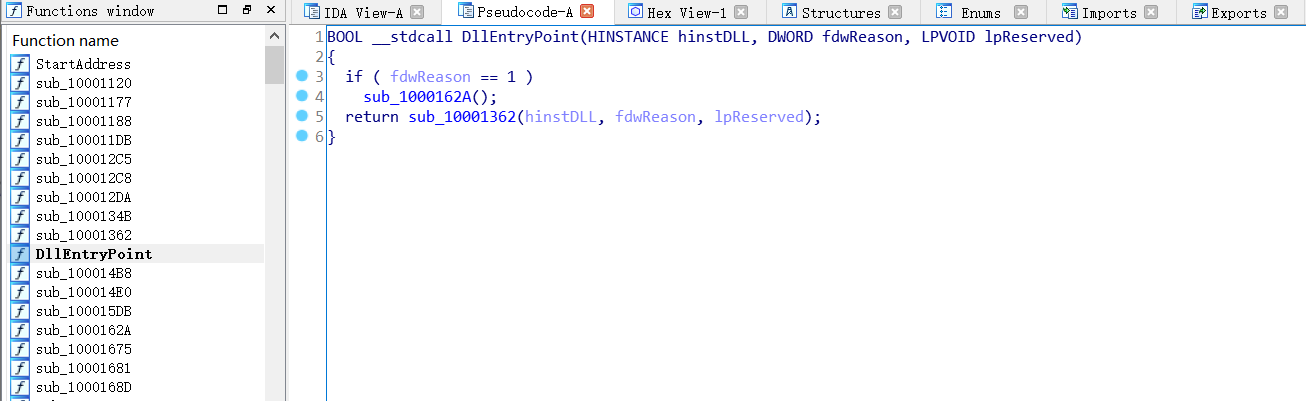 Functions window
IDA View-A
Pseudocode-A
Hex View-1
Structures
Enums
Imports
Exports
Function name
StartAddress
sub_10001120
sub_10001177
sub_10001188
sub_100011DB
sub_100012C5
sub_100012C8
sub_100012DA
sub_1000134B
sub_10001362
DllEntryPoint
sub_100014B8
sub_100014E0
sub_100015DB
sub_1000162A
sub_10001675
sub_10001681
sub_1000168D
1 BOOL __stdcall DllEntryPoint(HINSTANCE hinstDLL, DWORD fdwReason, LPVOID lpReserved)
2 {
3   if ( fdwReason == 1 )
4     sub_1000162A();
5   return sub_10001362(hinstDLL, fdwReason, lpReserved);
6 }